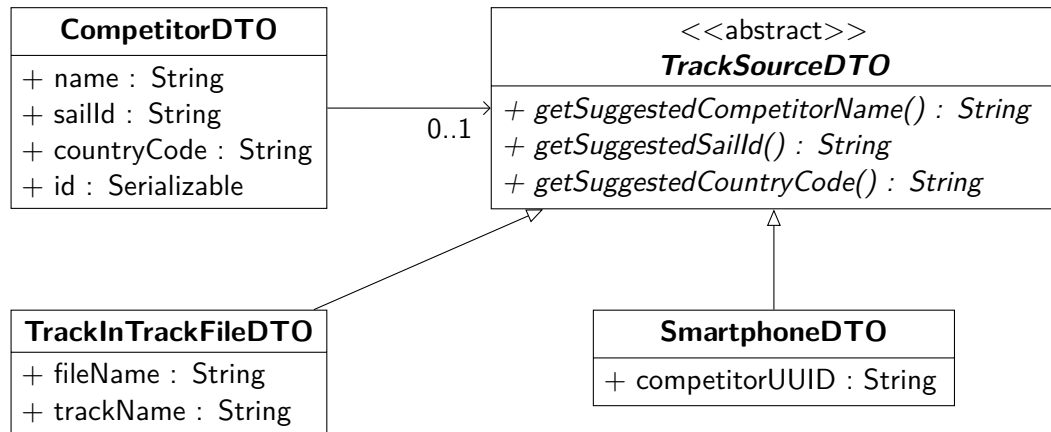 CompetitorDTO
+ name : String
+ sailId : String
+ countryCode : String
+ id : Serializable
0..1
<<abstract>>
TrackSourceDTO
+ getSuggestedCompetitorName() : String
+ getSuggestedSailId() : String
+ getSuggestedCountryCode() : String
TrackInTrackFileDTO
+ fileName : String
+ trackName : String
SmartphoneDTO
+ competitorUUID : String